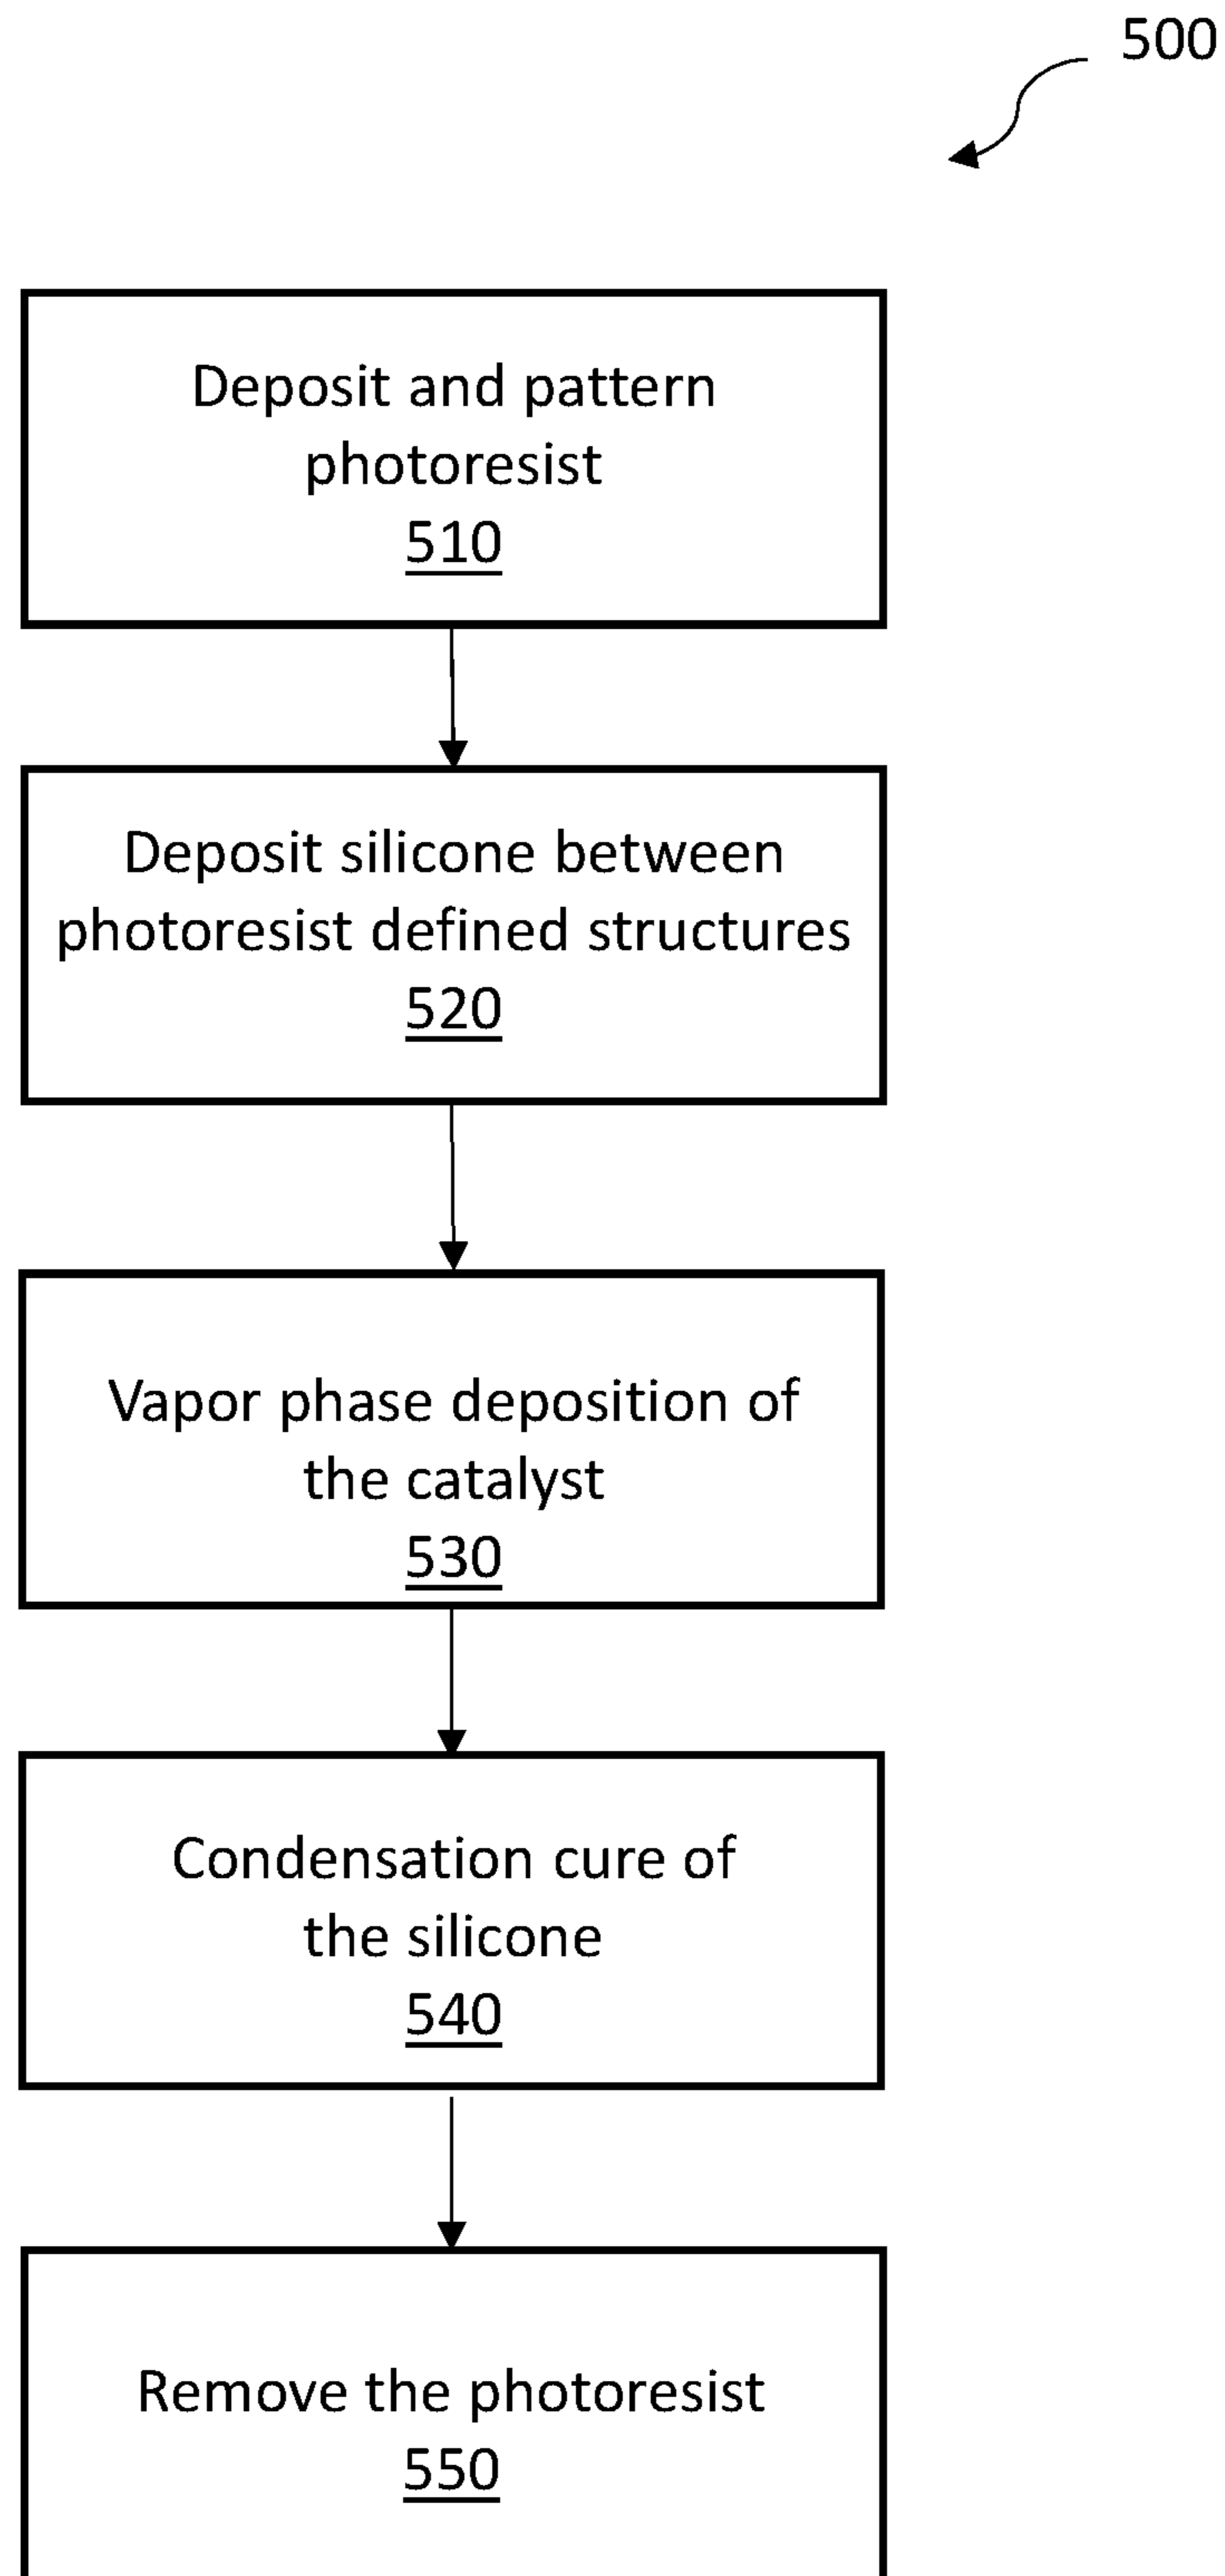 500
Deposit and pattern
photoresist
510
Deposit silicone between
photoresist defined structures
520
Vapor phase deposition of
the catalyst
530
Condensation cure of
the silicone
540
Remove the photoresist
550